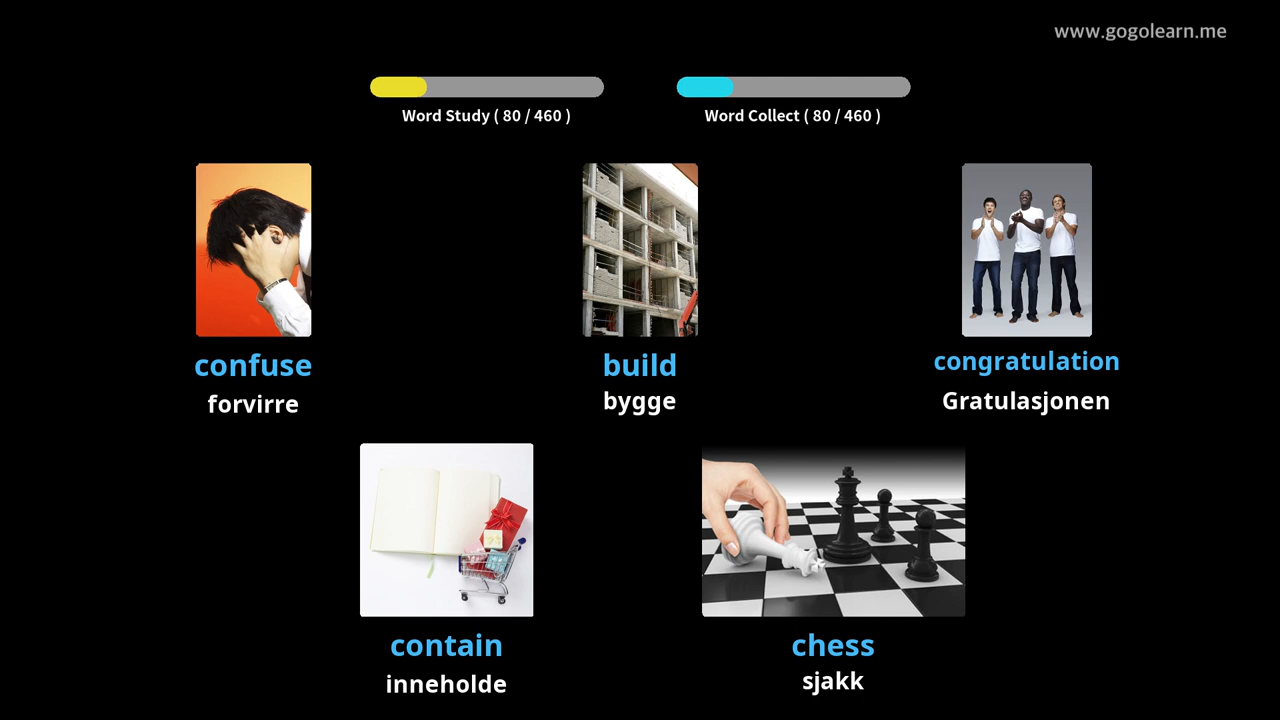 www.gogolearn.me
Word Study ( 80 / 460 )
Word Collect ( 80 / 460 )
confuse
forvirre
build
bygge
congratulation
Gratulasjonen
contain
inneholde
chess
sjakk